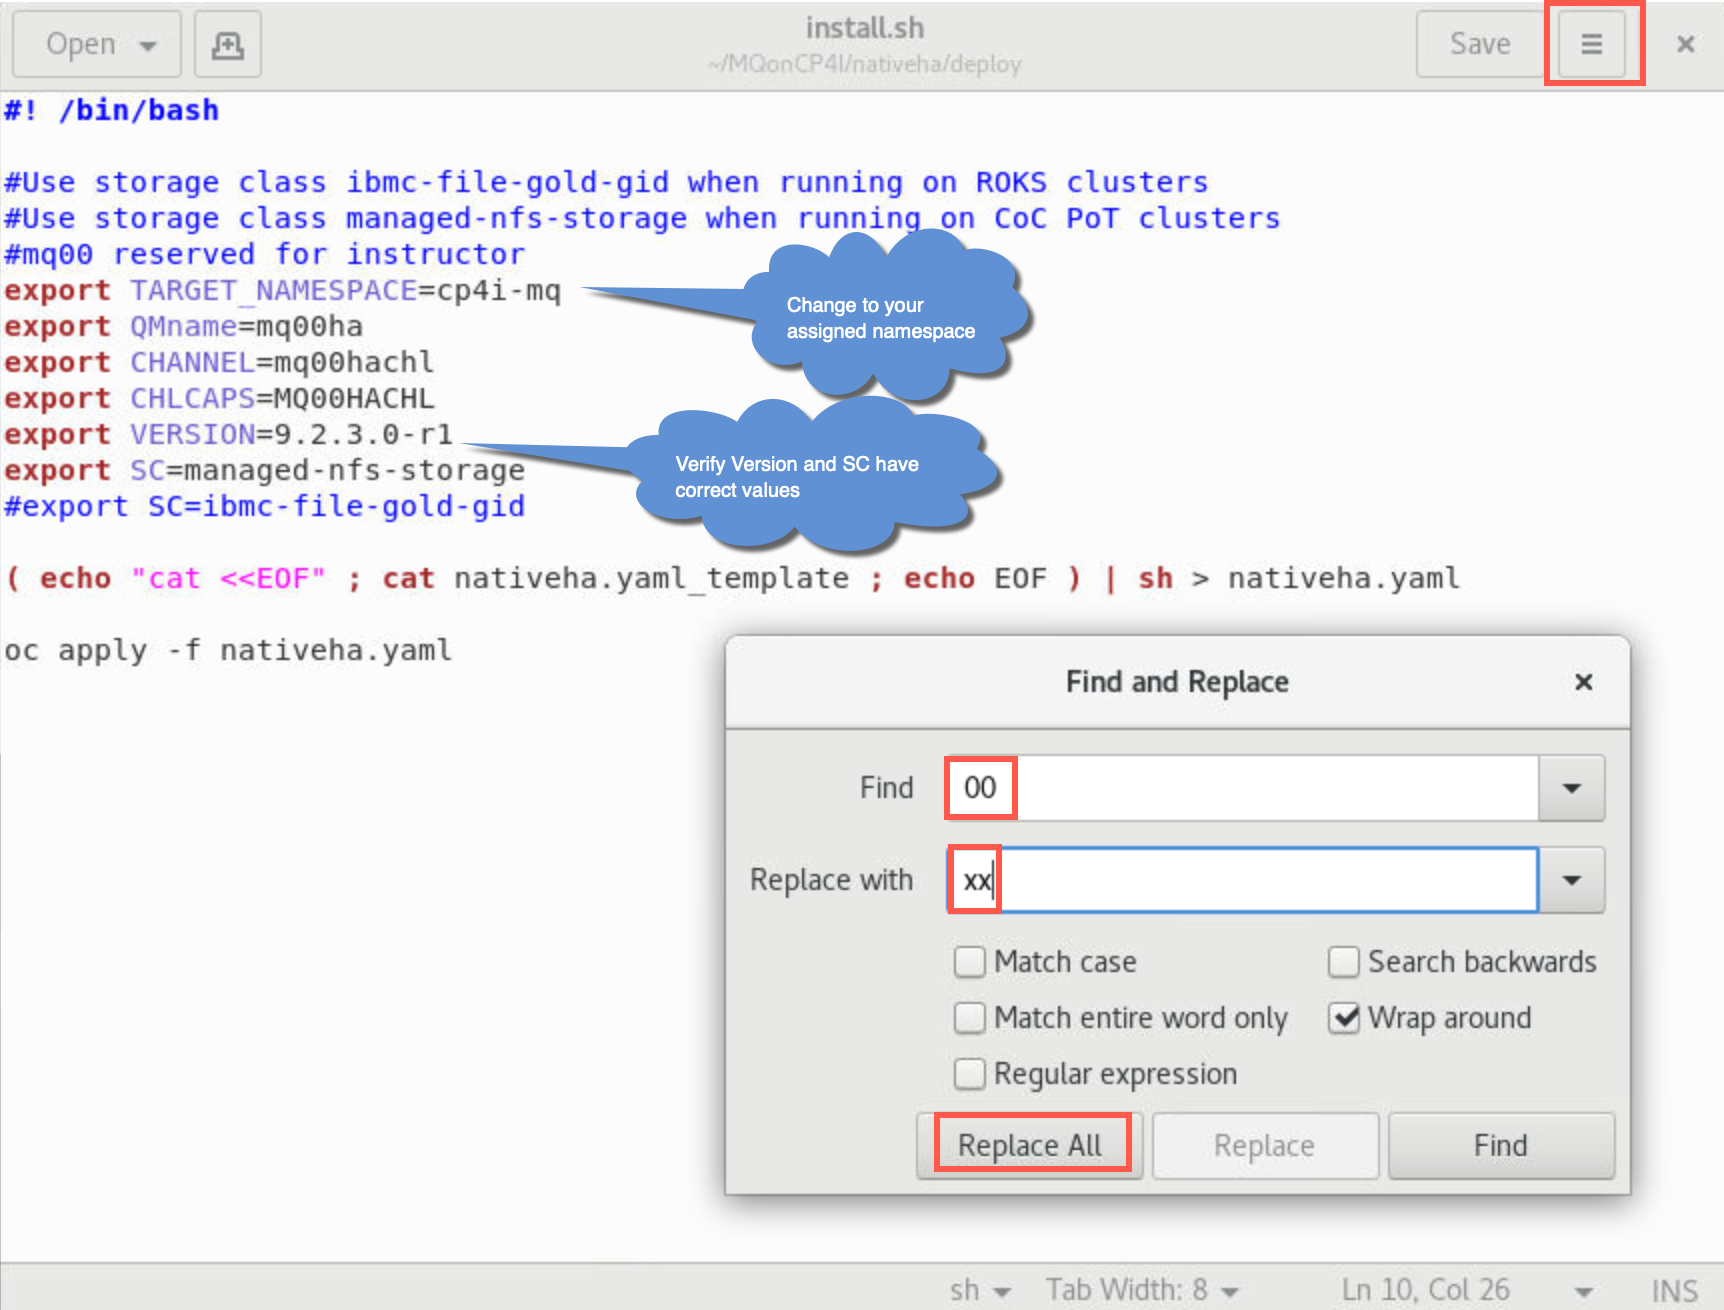 Open
install.sh
~/MQonCP4I/nativeha/deploy
Save
#! /bin/bash
#Use storage class ibmc-file-gold-gid when running on ROKS clusters
#Use storage class managed-nfs-storage when running on CoC PoT clusters
#mq00 reserved for instructor
export TARGET_NAMESPACE=cp4i-mq
export QMname=mq00ha
export CHANNEL=mq00hachl
export CHLCAPS=MQ00HACHL
export VERSION=9.2.3.0-r1
export SC=managed-nfs-storage
#export SC=ibmc-file-gold-gid
Change to your
assigned namespace
Verify Version and SC have
correct values
( echo "cat <<EOF" ; cat nativeha.yaml_template ; echo EOF ) | sh > nativeha.yaml
oc apply -f nativeha.yaml
Find and Replace
Find 00
Replace with xx
Match case
Search backwards
Match entire word only
Wrap around
Regular expression
Replace All
Replace
Find
sh
Tab Width: 8
Ln 10, Col 26
INS